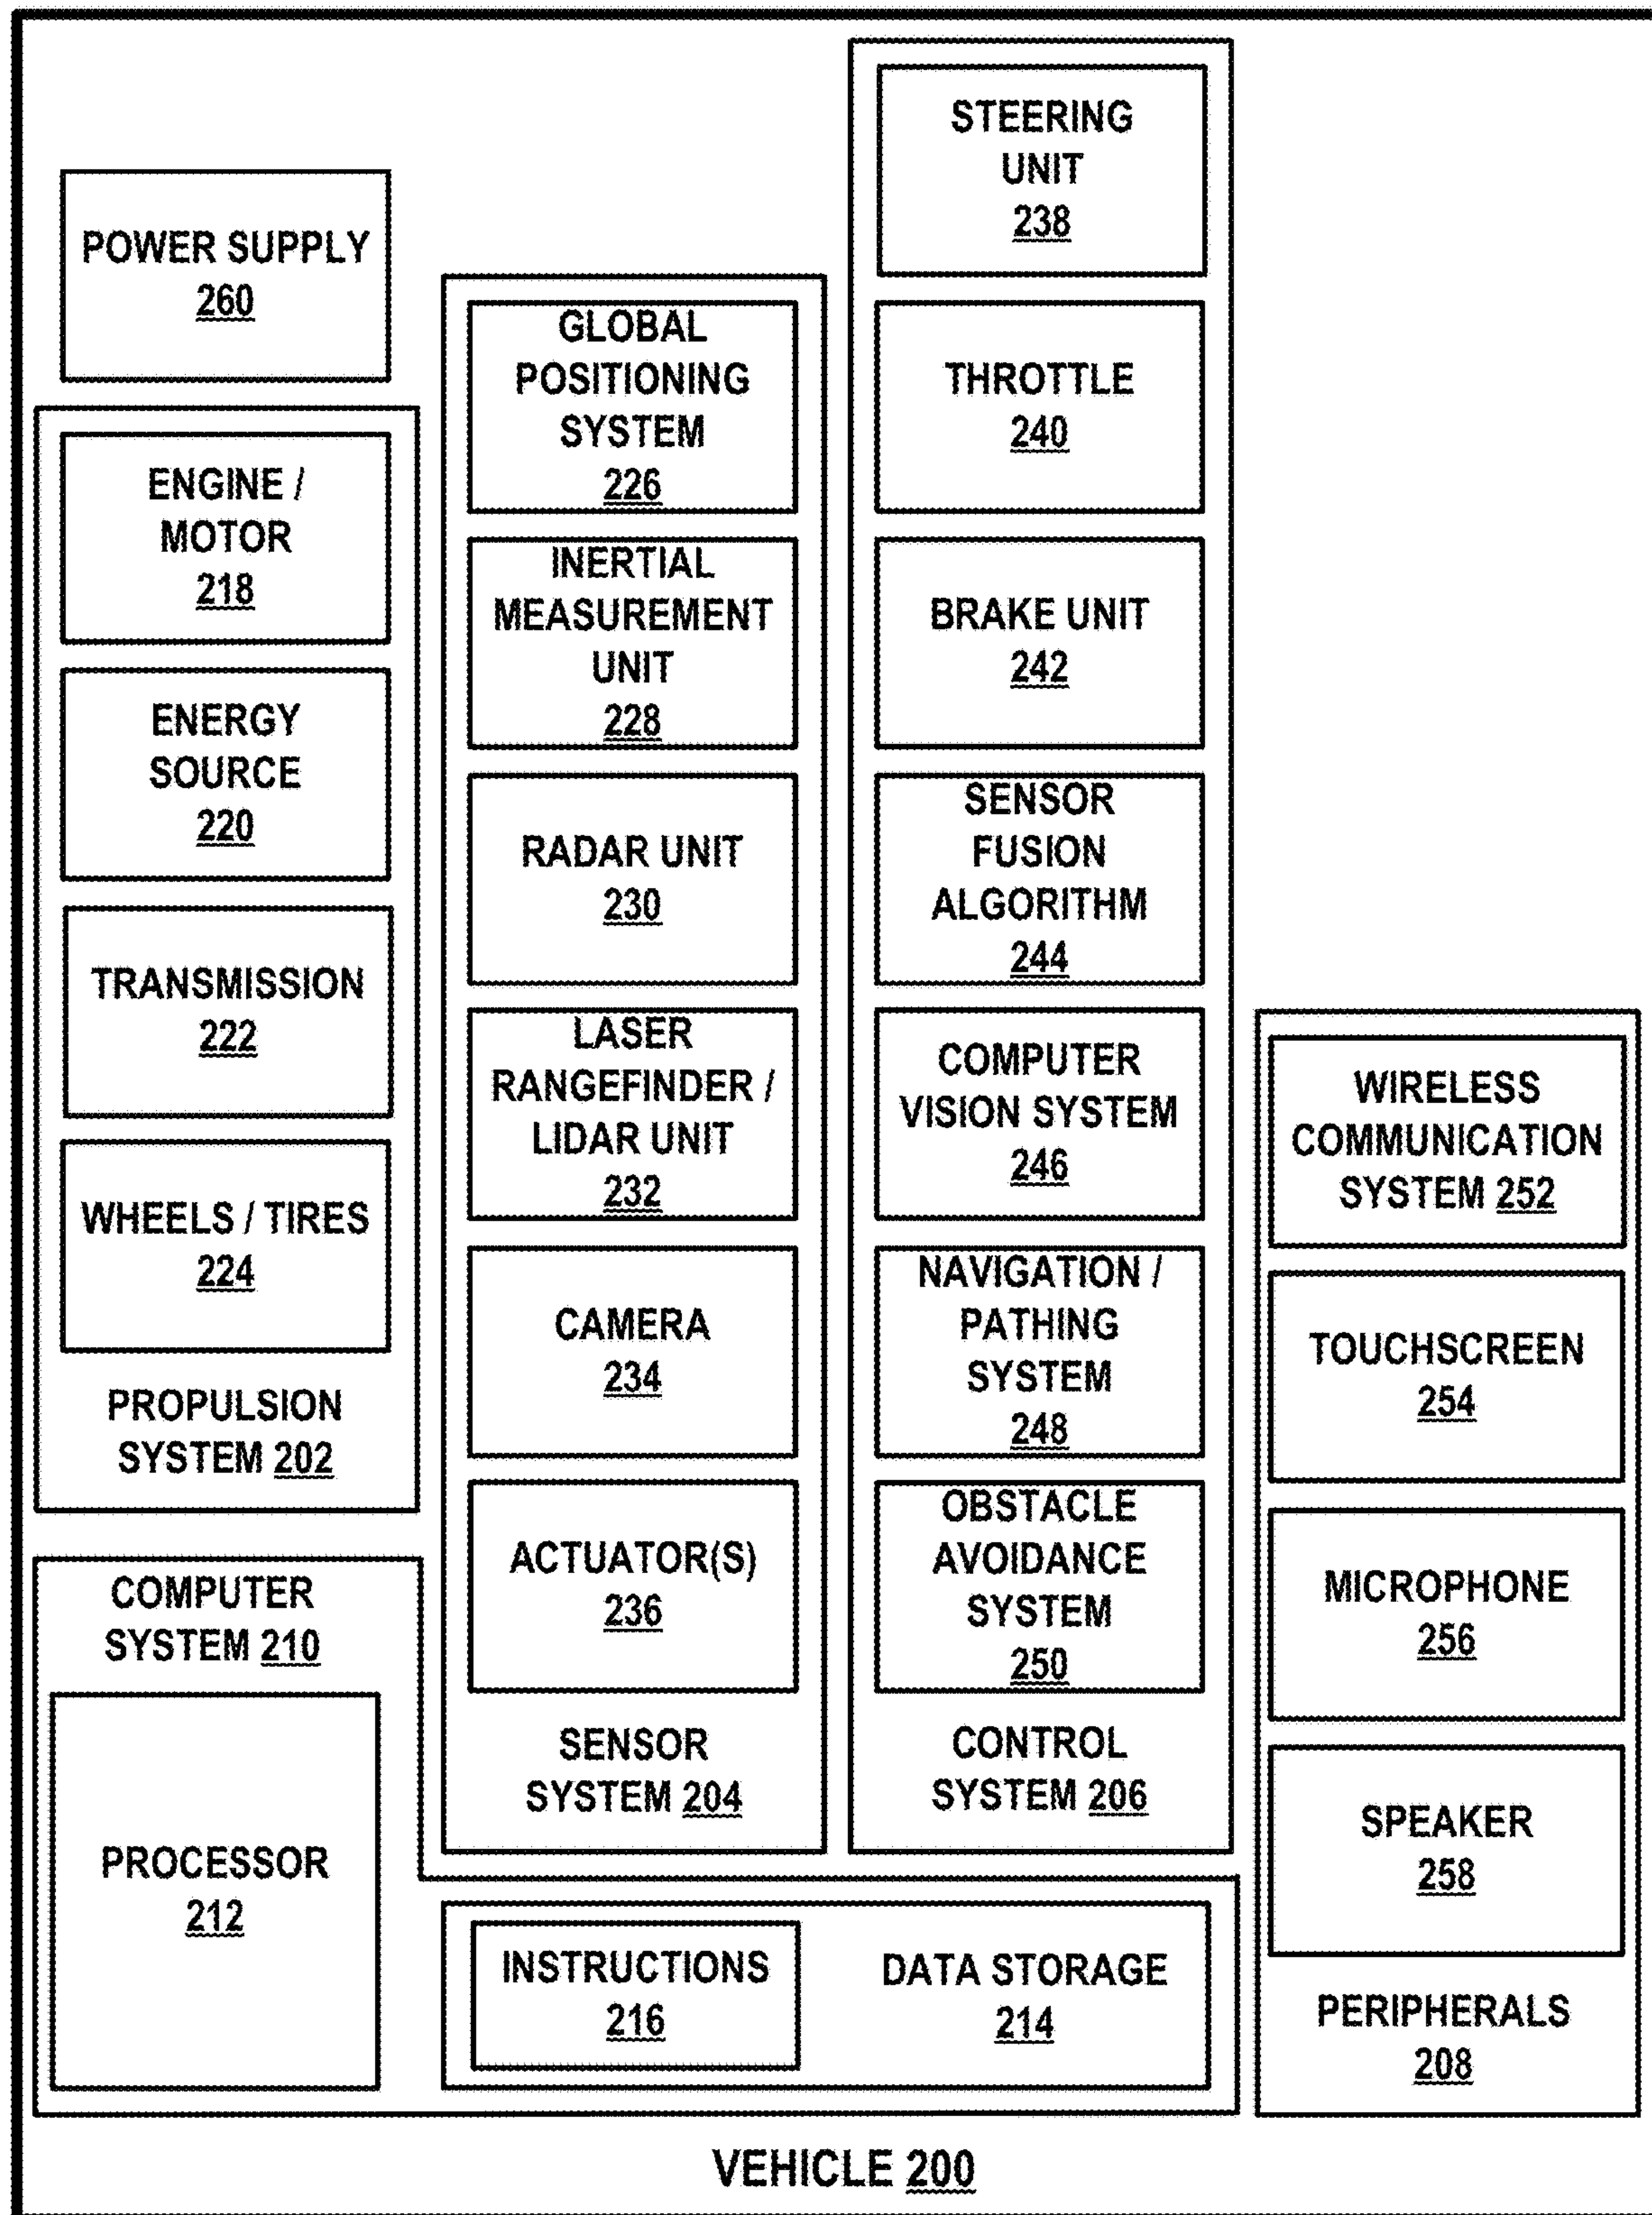 POWER SUPPLY
260
ENGINE /
MOTOR
218
ENERGY
SOURCE
220
TRANSMISSION
222
WHEELS / TIRES
224
PROPULSION
SYSTEM 202
COMPUTER
SYSTEM 210
PROCESSOR
212
GLOBAL
POSITIONING
SYSTEM
226
INERTIAL
MEASUREMENT
UNIT
228
RADAR UNIT
230
LASER
RANGEFINDER /
LIDAR UNIT
232
CAMERA
234
ACTUATOR(S)
236
SENSOR
SYSTEM 204
STEERING
UNIT
238
THROTTLE
240
BRAKE UNIT
242
SENSOR
FUSION
ALGORITHM
244
COMPUTER
VISION SYSTEM
246
NAVIGATION /
PATHING
SYSTEM
248
OBSTACLE
AVOIDANCE
SYSTEM
250
CONTROL
SYSTEM 206
INSTRUCTIONS
216
DATA STORAGE
214
WIRELESS
COMMUNICATION
SYSTEM 252
TOUCHSCREEN
254
MICROPHONE
256
SPEAKER
258
PERIPHERALS
208
VEHICLE 200